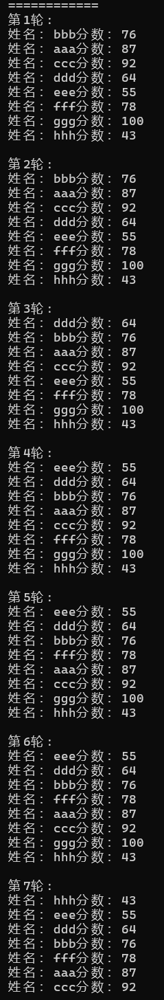 ============
第1轮:
姓名: bbb分数: 76
姓名: aaa分数: 87
姓名: ccc分数: 92
姓名: ddd分数: 64
姓名: eee分数: 55
姓名: fff分数: 78
姓名: ggg分数: 100
姓名: hhh分数: 43

第2轮:
姓名: bbb分数: 76
姓名: aaa分数: 87
姓名: ccc分数: 92
姓名: ddd分数: 64
姓名: eee分数: 55
姓名: fff分数: 78
姓名: ggg分数: 100
姓名: hhh分数: 43

第3轮:
姓名: ddd分数: 64
姓名: bbb分数: 76
姓名: aaa分数: 87
姓名: ccc分数: 92
姓名: eee分数: 55
姓名: fff分数: 78
姓名: ggg分数: 100
姓名: hhh分数: 43

第4轮:
姓名: eee分数: 55
姓名: ddd分数: 64
姓名: bbb分数: 76
姓名: aaa分数: 87
姓名: ccc分数: 92
姓名: fff分数: 78
姓名: ggg分数: 100
姓名: hhh分数: 43

第5轮:
姓名: eee分数: 55
姓名: ddd分数: 64
姓名: bbb分数: 76
姓名: fff分数: 78
姓名: aaa分数: 87
姓名: ccc分数: 92
姓名: ggg分数: 100
姓名: hhh分数: 43

第6轮:
姓名: eee分数: 55
姓名: ddd分数: 64
姓名: bbb分数: 76
姓名: fff分数: 78
姓名: aaa分数: 87
姓名: ccc分数: 92
姓名: ggg分数: 100
姓名: hhh分数: 43

第7轮:
姓名: hhh分数: 43
姓名: eee分数: 55
姓名: ddd分数: 64
姓名: bbb分数: 76
姓名: fff分数: 78
姓名: aaa分数: 87
姓名: ccc分数: 92